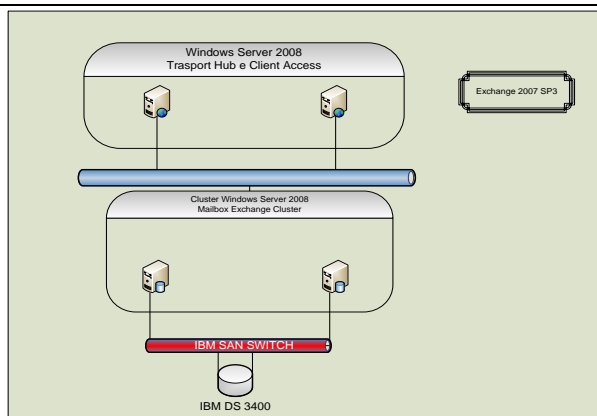 Windows Server 2008
Trasport Hub e Client Access
Exchange 2007 SP3
Cluster Windows Server 2008
Mailbox Exchange Cluster
IBM SAN SWITCH
IBM DS 3400